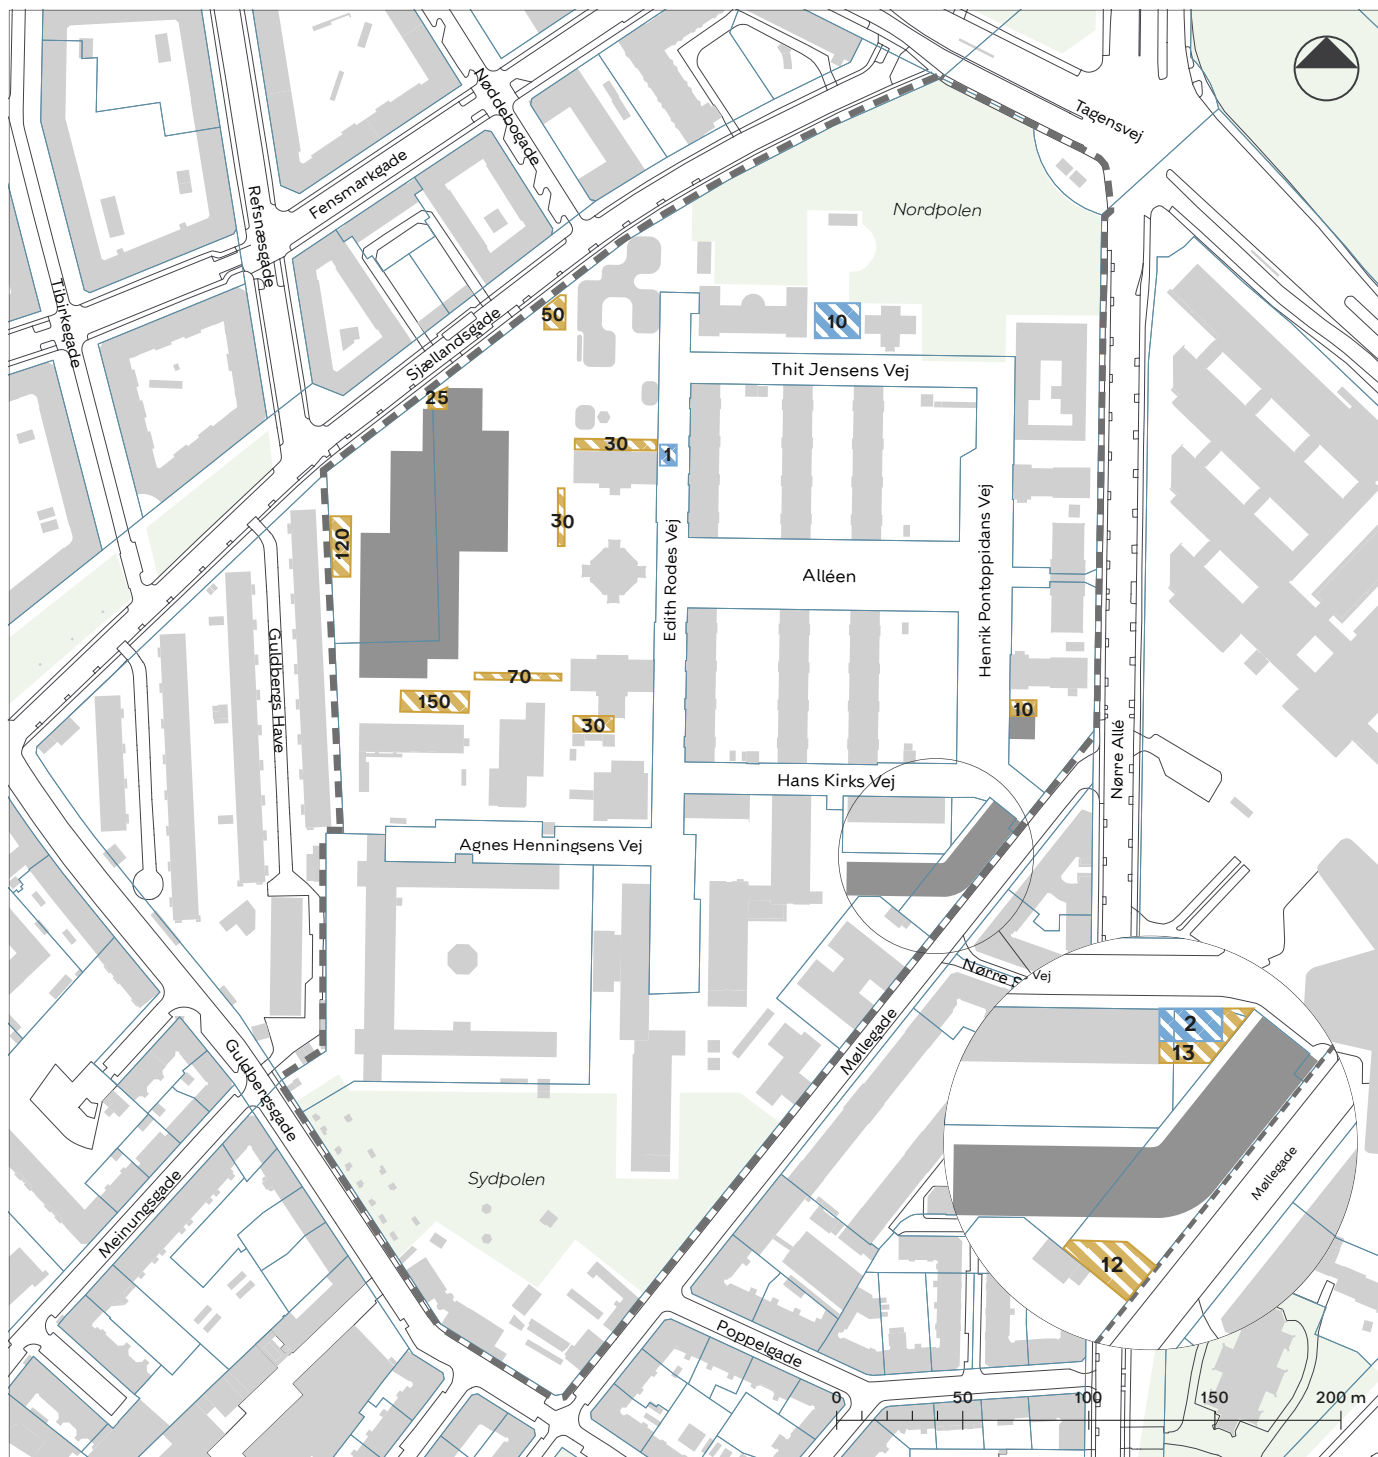 Nøddebogade
Tagensvej
Fensmarkgade
Refsnæsgade
Nordpolen
Tibirkegade
50
10
Sjællandsgade
Thit Jensens Vej
25
30
1
30
120
Henrik Pontoppidans Vej
Edith Rodes Vej
Alléen
Guldbergs Have
70
150
10
30
Nørre Allé
Hans Kirks Vej
Agnes Henningsens Vej
Nørre
Vej
2
13
Møllegade
Guldbergsgade
Sydpolen
Møllegade
Meinungsgade
12
Poppelgade
0 50 100 150 200 m